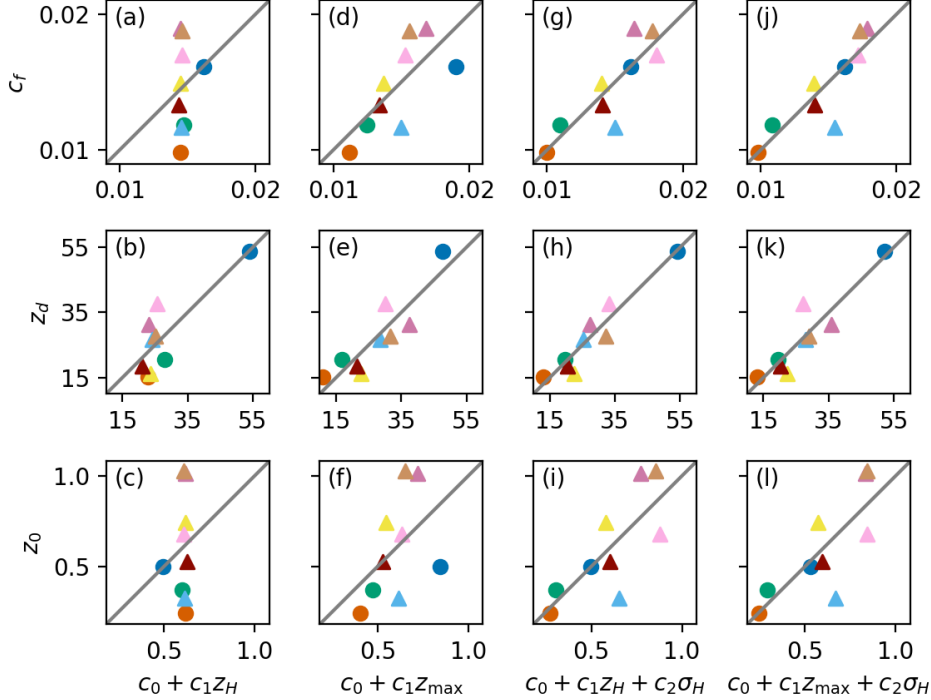 (a) (d) (g) (j)
0.02
c_f
0.01
0.01 0.02 0.01 0.02 0.01 0.02 0.01 0.02
(b) (e) (h) (k)
55
z_d 35
15
15 35 55 15 35 55 15 35 55 15 35 55
(c) (f) (i) (l)
1.0
z_0
0.5
0.5 1.0 0.5 1.0 0.5 1.0 0.5 1.0
c_0 + c_1z_H c_0 + c_1z_max c_0 + c_1z_H + c_2σ_H c_0 + c_1z_max + c_2σ_H